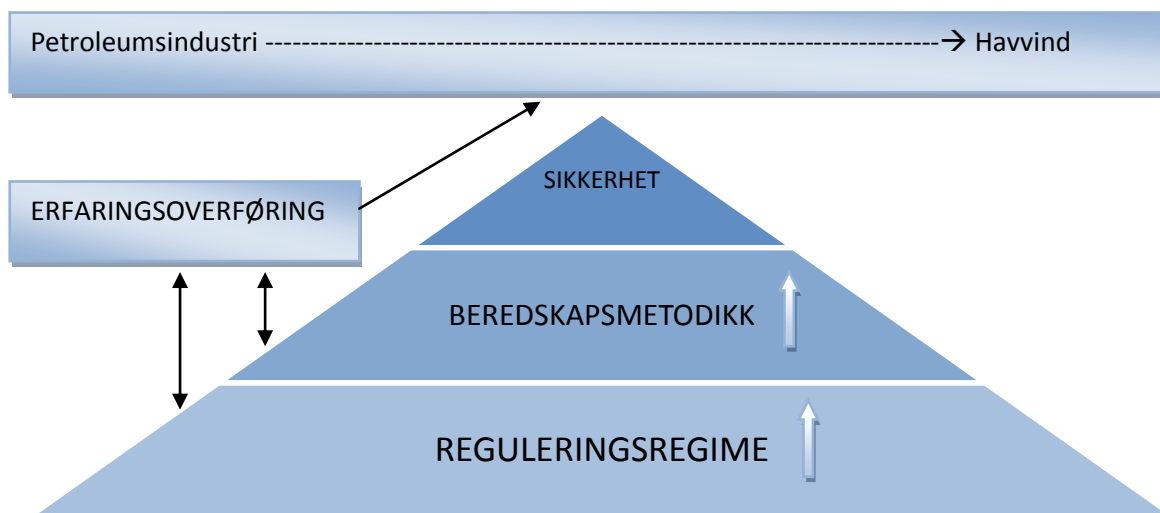 Petroleumsindustri --------------------------------------------------------------------------→ Havvind
SIKKERHET
ERFARINGSOVERFØRING
BEREDSKAPSMETODIKK
REGULERINGSREGIME